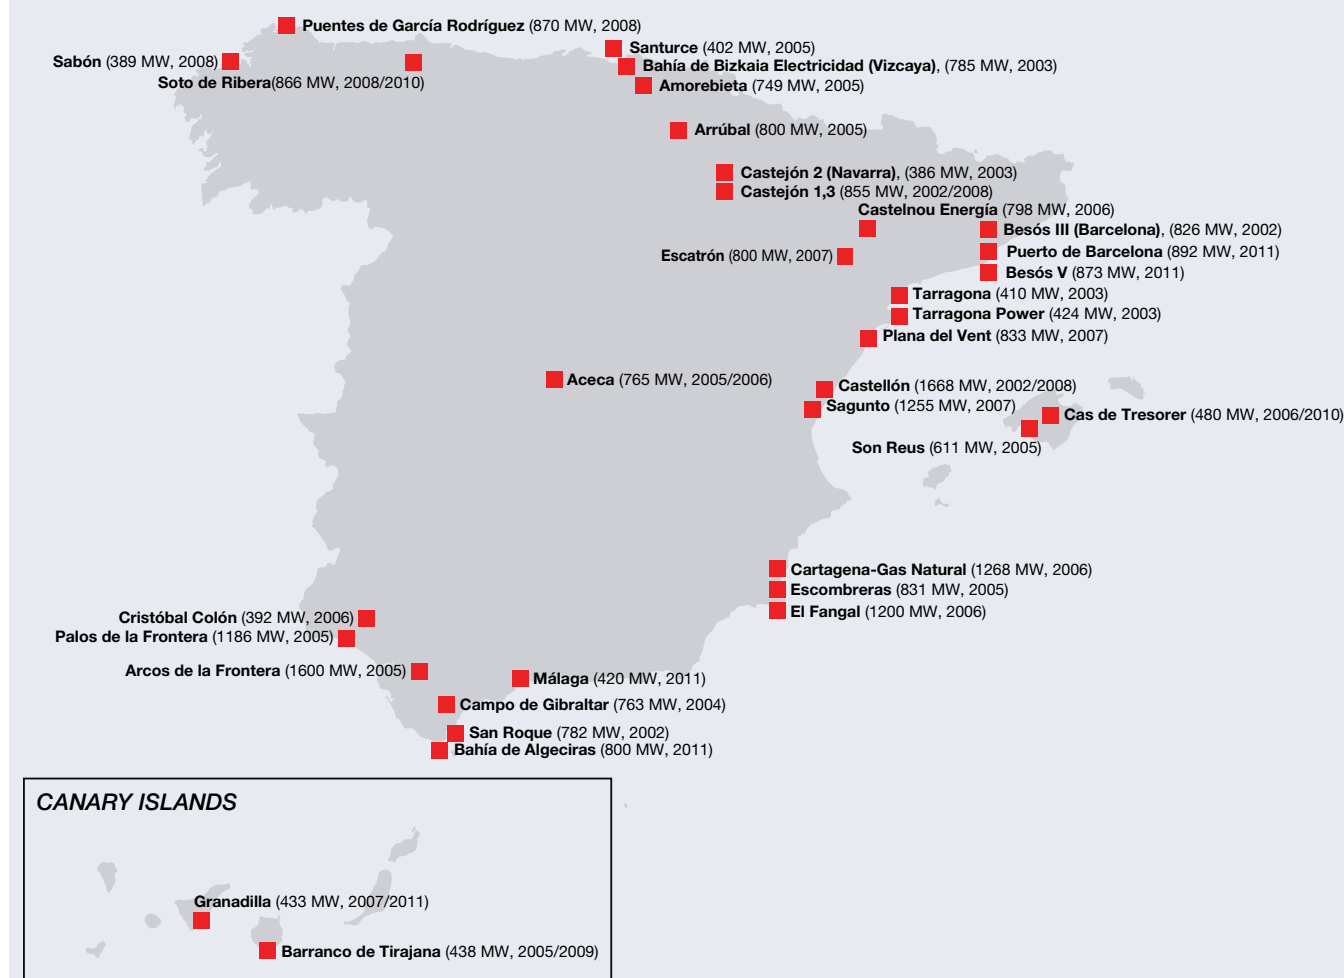 Puentes de García Rodríguez (870 MW, 2008)
Santurce (402 MW, 2005)
Sabón (389 MW, 2008)
Bahía de Bizkaia Electricidad (Vizcaya), (785 MW, 2003)
Soto de Ribera(866 MW, 2008/2010)
Amorebieta (749 MW, 2005)
Arrúbal (800 MW, 2005)
Castejón 2 (Navarra), (386 MW, 2003)
Castejón 1,3 (855 MW, 2002/2008)
Castelnou Energía (798 MW, 2006)
Besós III (Barcelona), (826 MW, 2002)
Puerto de Barcelona (892 MW, 2011)
Escatrón (800 MW, 2007)
Besós V (873 MW, 2011)
Tarragona (410 MW, 2003)
Tarragona Power (424 MW, 2003)
Plana del Vent (833 MW, 2007)
Aceca (765 MW, 2005/2006)
Castellón (1668 MW, 2002/2008)
Sagunto (1255 MW, 2007)
Cas de Tresorer (480 MW, 2006/2010)
Son Reus (611 MW, 2005)
Cartagena-Gas Natural (1268 MW, 2006)
Escombreras (831 MW, 2005)
El Fangal (1200 MW, 2006)
Cristóbal Colón (392 MW, 2006)
Palos de la Frontera (1186 MW, 2005)
Arcos de la Frontera (1600 MW, 2005)
Málaga (420 MW, 2011)
Campo de Gibraltar (763 MW, 2004)
San Roque (782 MW, 2002)
Bahía de Algeciras (800 MW, 2011)
CANARY ISLANDS
Granadilla (433 MW, 2007/2011)
Barranco de Tirajana (438 MW, 2005/2009)